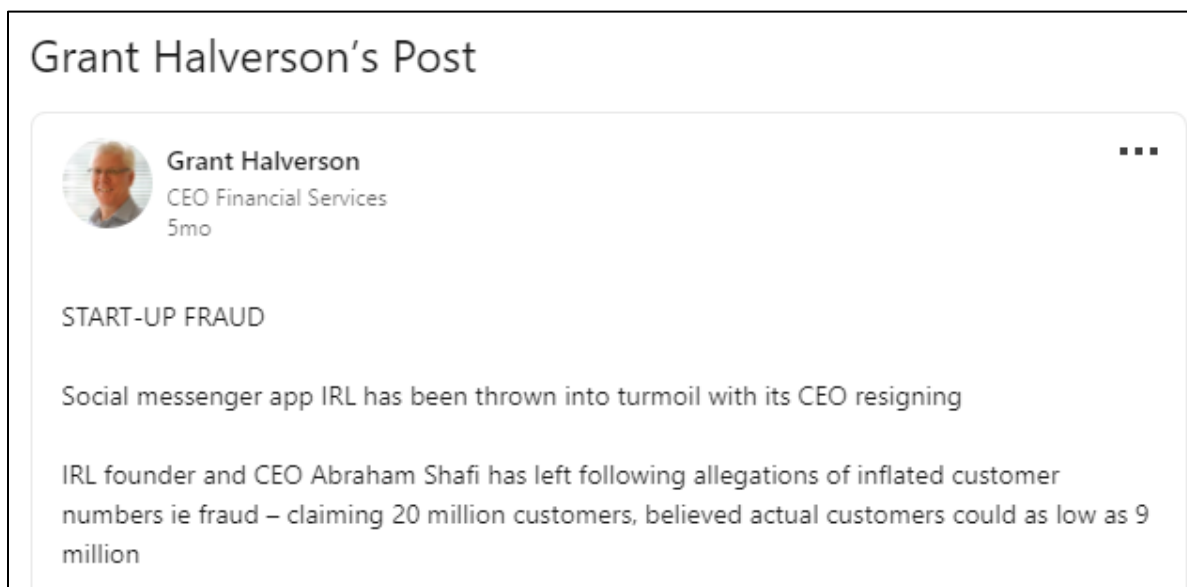 Grant Halverson’s Post
Grant Halverson
CEO Financial Services
5mo
START-UP FRAUD
Social messenger app IRL has been thrown into turmoil with its CEO resigning
IRL founder and CEO Abraham Shafi has left following allegations of inflated customer
numbers ie fraud – claiming 20 million customers, believed actual customers could as low as 9
million